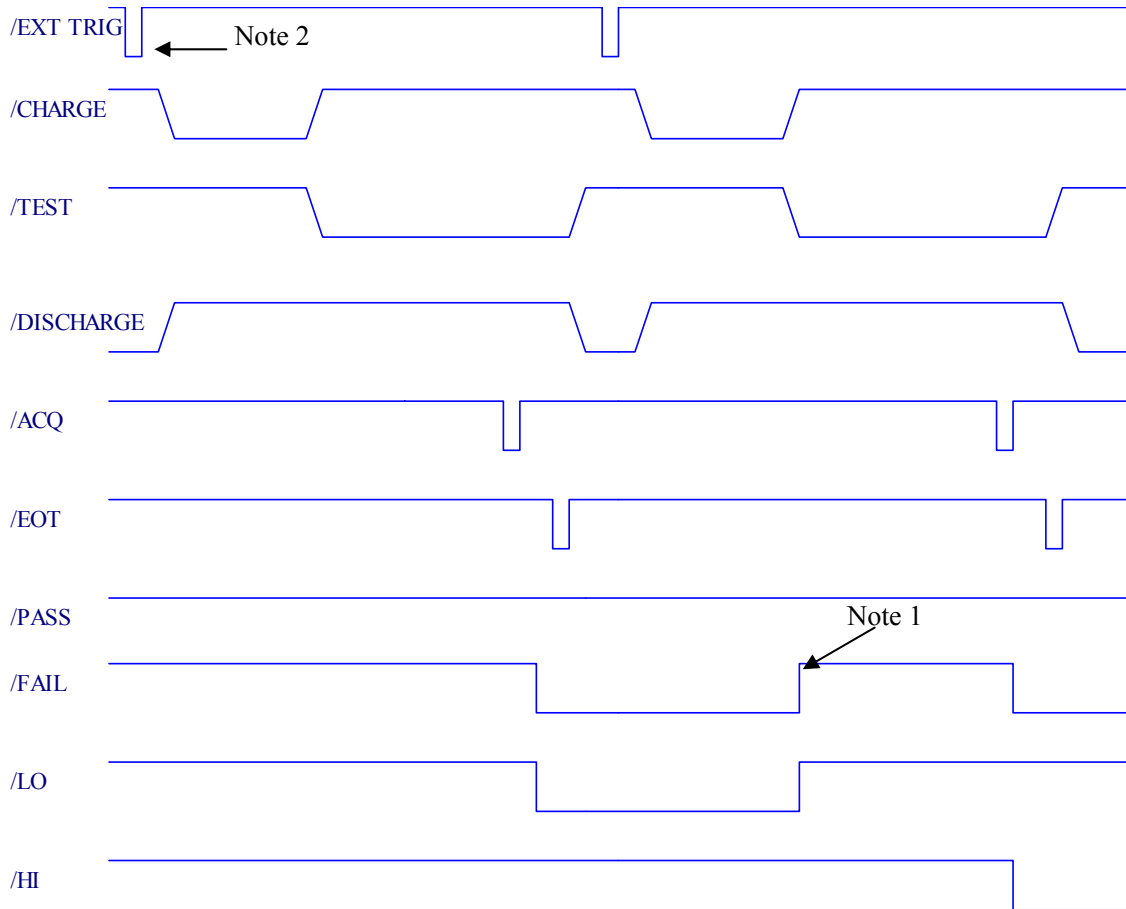 /EXT TRIG
Note 2
/CHARGE
/TEST
/DISCHARGE
/ACQ
/EOT
/PASS
Note 1
/FAIL
/LO
/HI